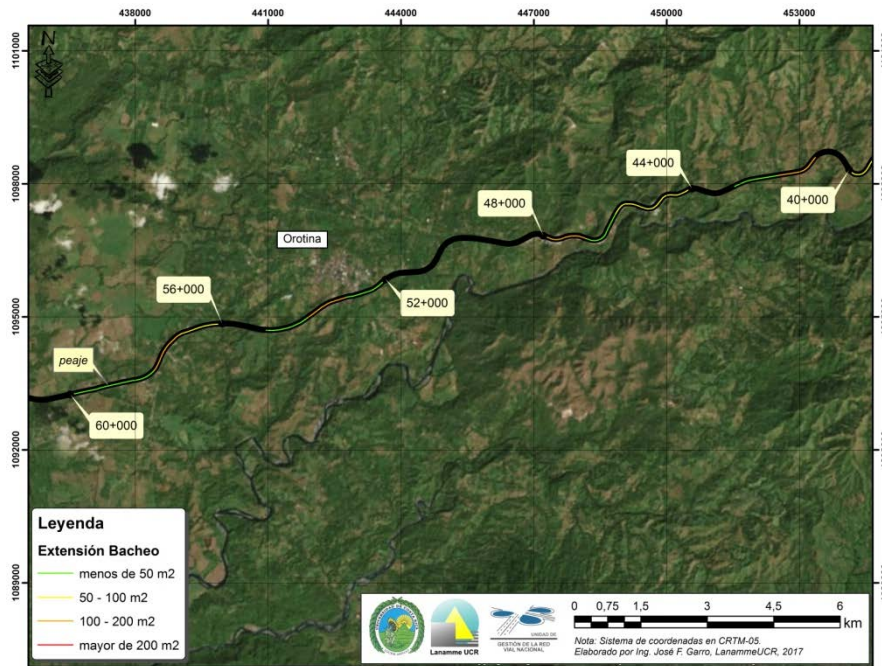 438000 441000 444000 447000 450000 453000
N
1101000
1098000
1095000
1092000
1089000
44+000
40+000
48+000
Orotina
56+000
52+000
peaje
60+000
Leyenda
Extensión Bacheo
menos de 50 m2
50 - 100 m2
100 - 200 m2
mayor de 200 m2
Lanamme UCR
UNIDAD DE
GESTIÓN DE LA RED
VIAL NACIONAL
0 0,75 1,5 3 4,5 6
km
Nota: Sistema de coordenadas en CRTM-05.
Elaborado por Ing. José F. Garro, LanammeUCR, 2017